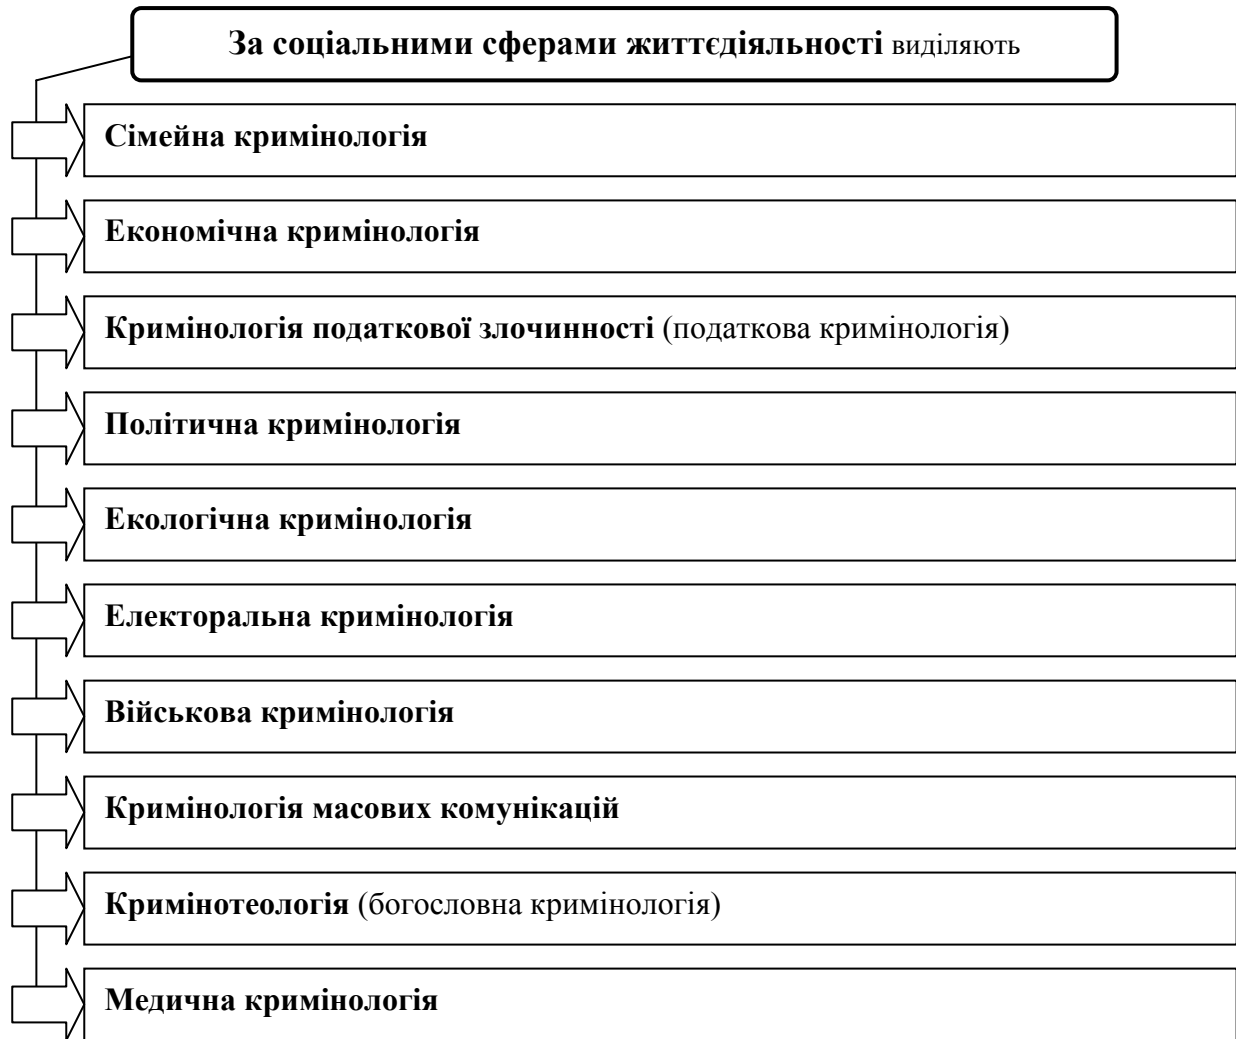 За соціальними сферами життєдіяльності виділяють
Сімейна кримінологія
Економічна кримінологія
Кримінологія податкової злочинності (податкова кримінологія)
Політична кримінологія
Екологічна кримінологія
Електоральна кримінологія
Військова кримінологія
Кримінологія масових комунікацій
Кримінотеологія (богословна кримінологія)
Медична кримінологія